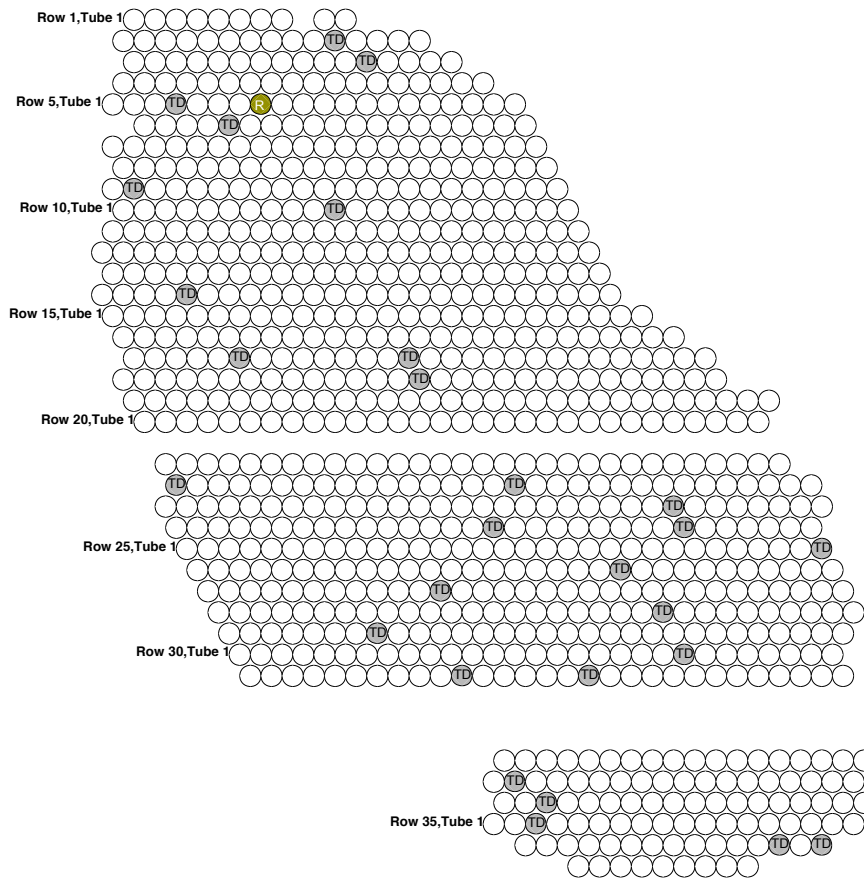 Row 1,Tube 1
TD
TD
Row 5,Tube 1 TD R
TD
TD
Row 10,Tube 1 TD
TD
Row 15,Tube 1
TD TD
TD
Row 20,Tube 1
TD TD
TD
TD TD
Row 25,Tube 1 TD
TD
TD
TD
TD
Row 30,Tube 1 TD
TD TD
TD
TD
Row 35,Tube 1 TD
TD TD